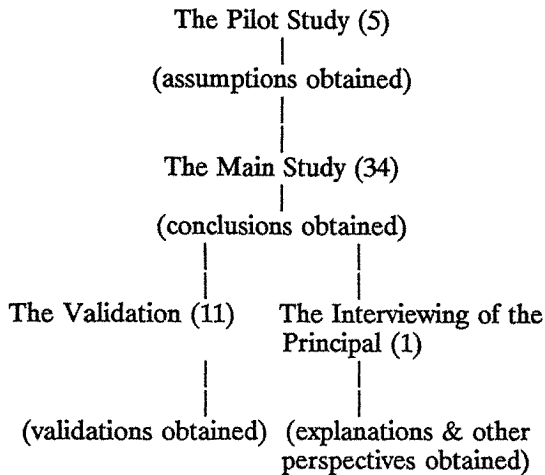 The Pilot Study (5)
(assumptions obtained)
The Main Study (34)
(conclusions obtained)
The Validation (11)
The Interviewing of the
Principal (1)
(validations obtained)
(explanations & other
perspectives obtained)